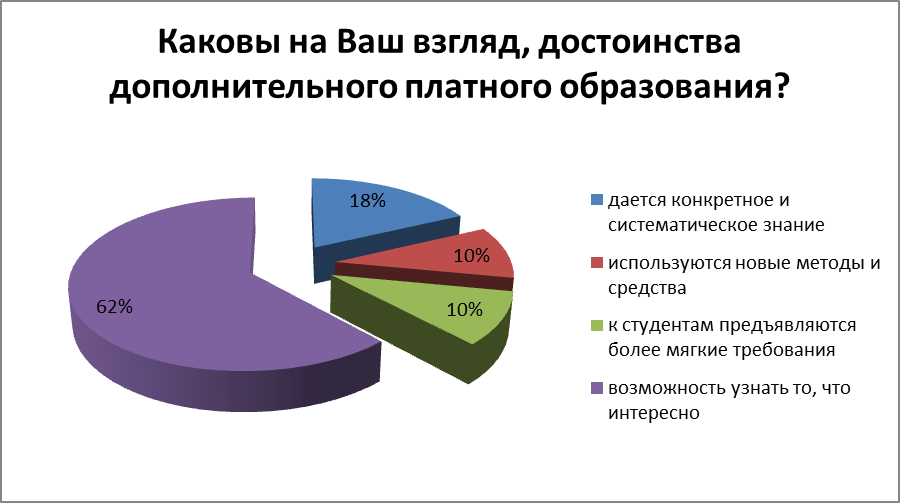 Каковы на Ваш взгляд, достоинства
дополнительного платного образования?
18%
10%
10%
62%
дается конкретное и
систематическое знание
используются новые методы и
средства
к студентам предъявляются
более мягкие требования
возможность узнать то, что
интересно